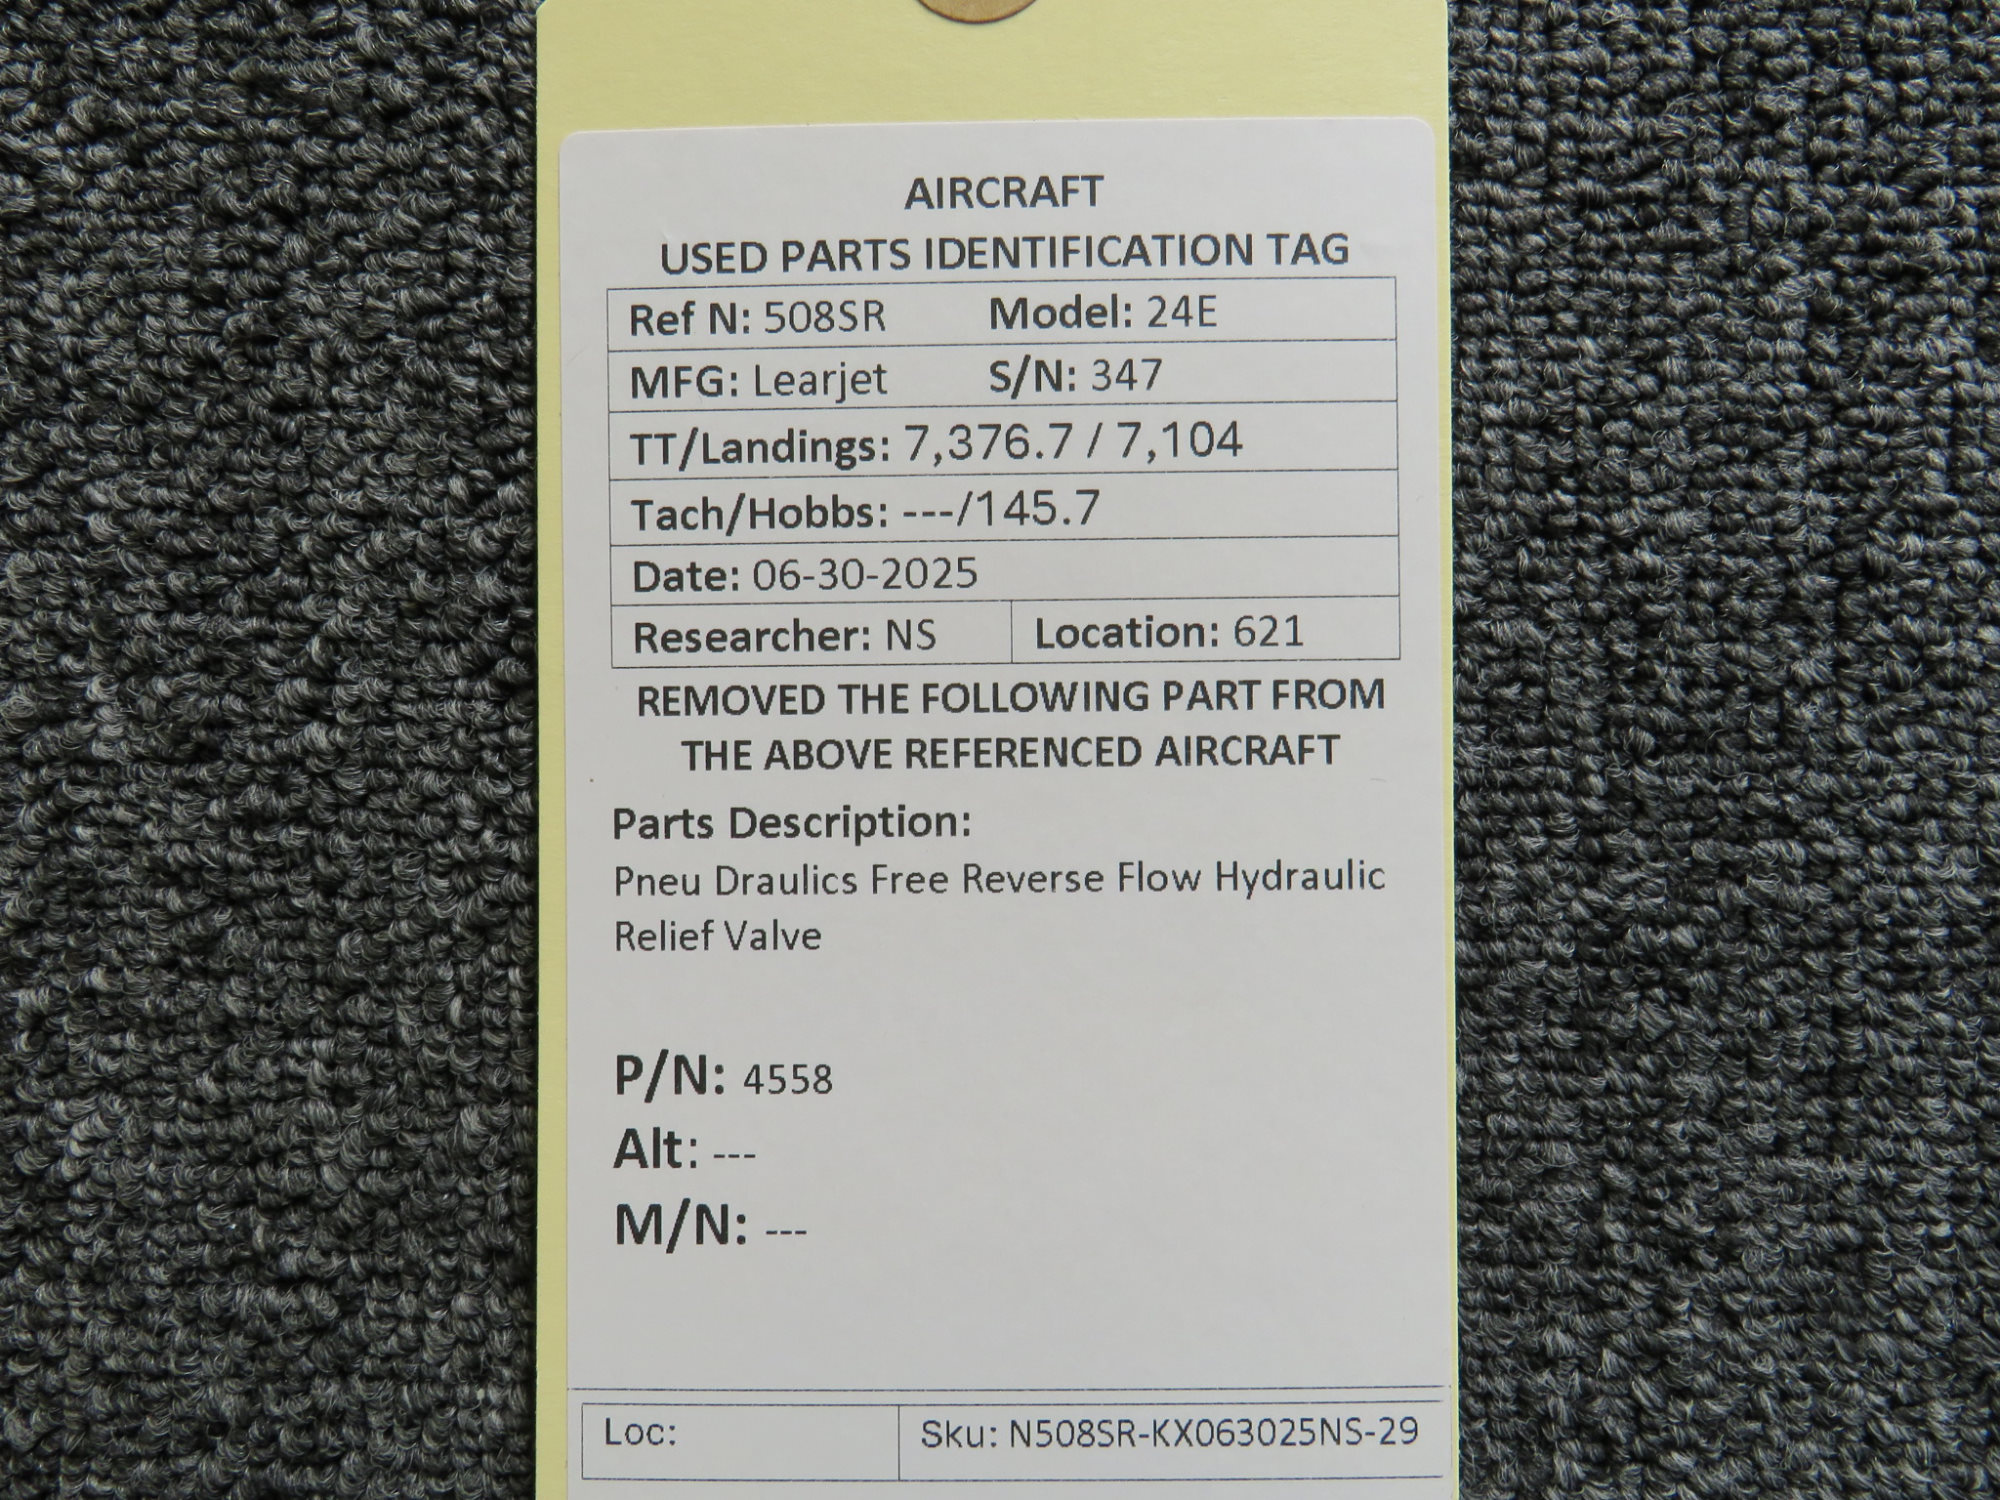 AIRCRAFT
USED PARTS IDENTIFICATION TAG
Ref N: 508SR Model: 24E
MFG: Learjet S/N: 347
TT/Landings: 7,376.7 / 7,104
Tach/Hobbs: ---/145.7
Date: 06-30-2025
Researcher: NS Location: 621
REMOVED THE FOLLOWING PART FROM
THE ABOVE REFERENCED AIRCRAFT
Parts Description:
Pneu Draulics Free Reverse Flow Hydraulic
Relief Valve
P/N: 4558
Alt: ---
M/N: ---
Loc: Sku: N508SR-KX063025NS-29